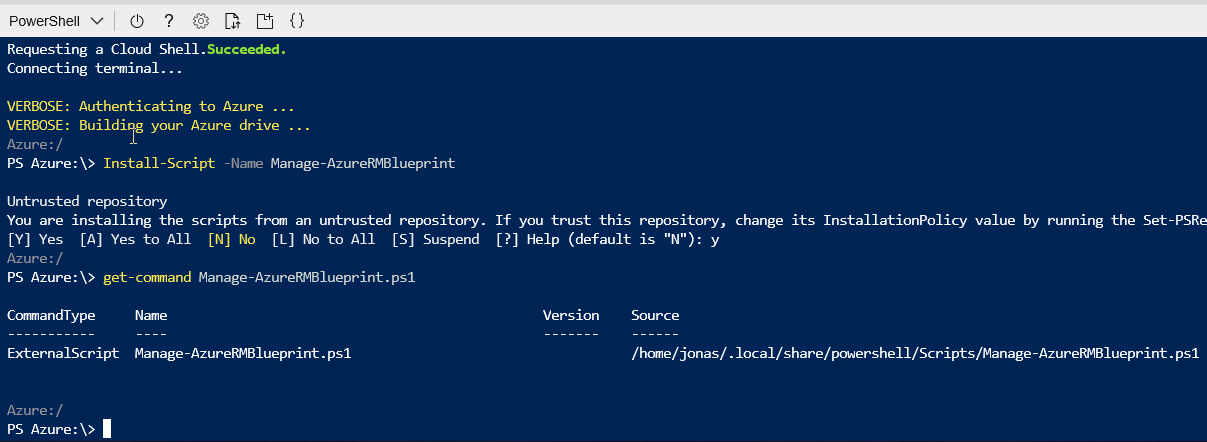 PowerShell
Requesting a Cloud Shell.Succeeded.
Connecting terminal...
VERBOSE: Authenticating to Azure ...
VERBOSE: Building your Azure drive ...
Azure:/
PS Azure:\> Install-Script -Name Manage-AzureRMBlueprint
Untrusted repository
You are installing the scripts from an untrusted repository. If you trust this repository, change its InstallationPolicy value by running the Set-PSRe
[Y] Yes  [A] Yes to All  [N] No  [L] No to All  [S] Suspend  [?] Help (default is "N"): y
Azure:/
PS Azure:\> get-command Manage-AzureRMBlueprint.ps1
CommandType     Name                                               Version    Source
-----------     ----                                               -------    ------
ExternalScript  Manage-AzureRMBlueprint.ps1                                   /home/jonas/.local/share/powershell/Scripts/Manage-AzureRMBlueprint.ps1
Azure:/
PS Azure:\>